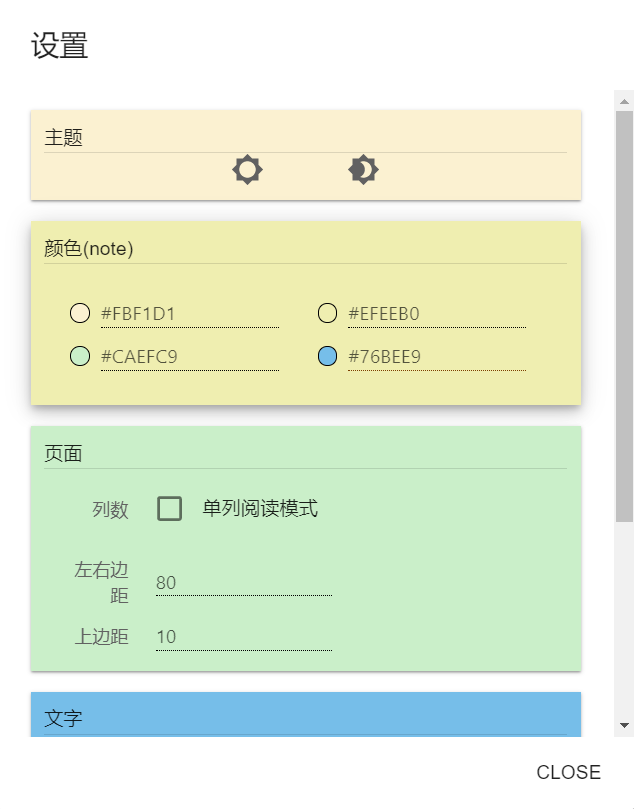 设置
主题
颜色(note)
#FBF1D1
#EFEEB0
#CAEFC9
#76BEE9
页面
列数
单列阅读模式
左右边
距
80
上边距
10
文字
CLOSE